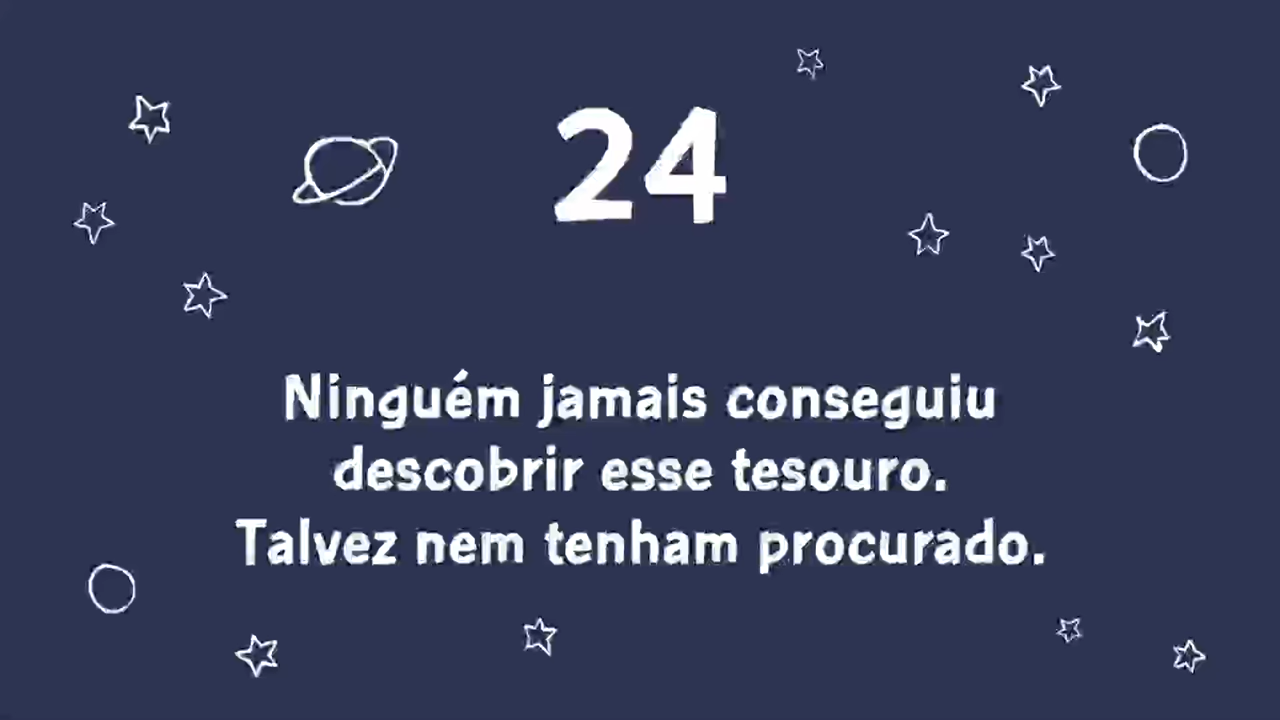 24
Ninguém jamais conseguiu
descobrir esse tesouro.
Talvez nem tenham procurado.